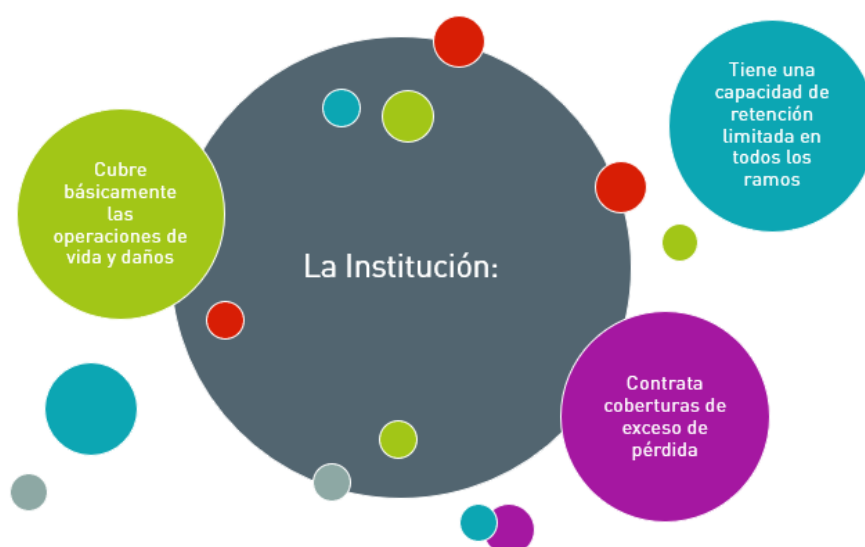 Tiene una
capacidad de
retención
limitada en
todos los
ramos
Cubre
básicamente
las
operaciones de
vida y daños
La Institución:
Contrata
coberturas de
exceso de
pérdida